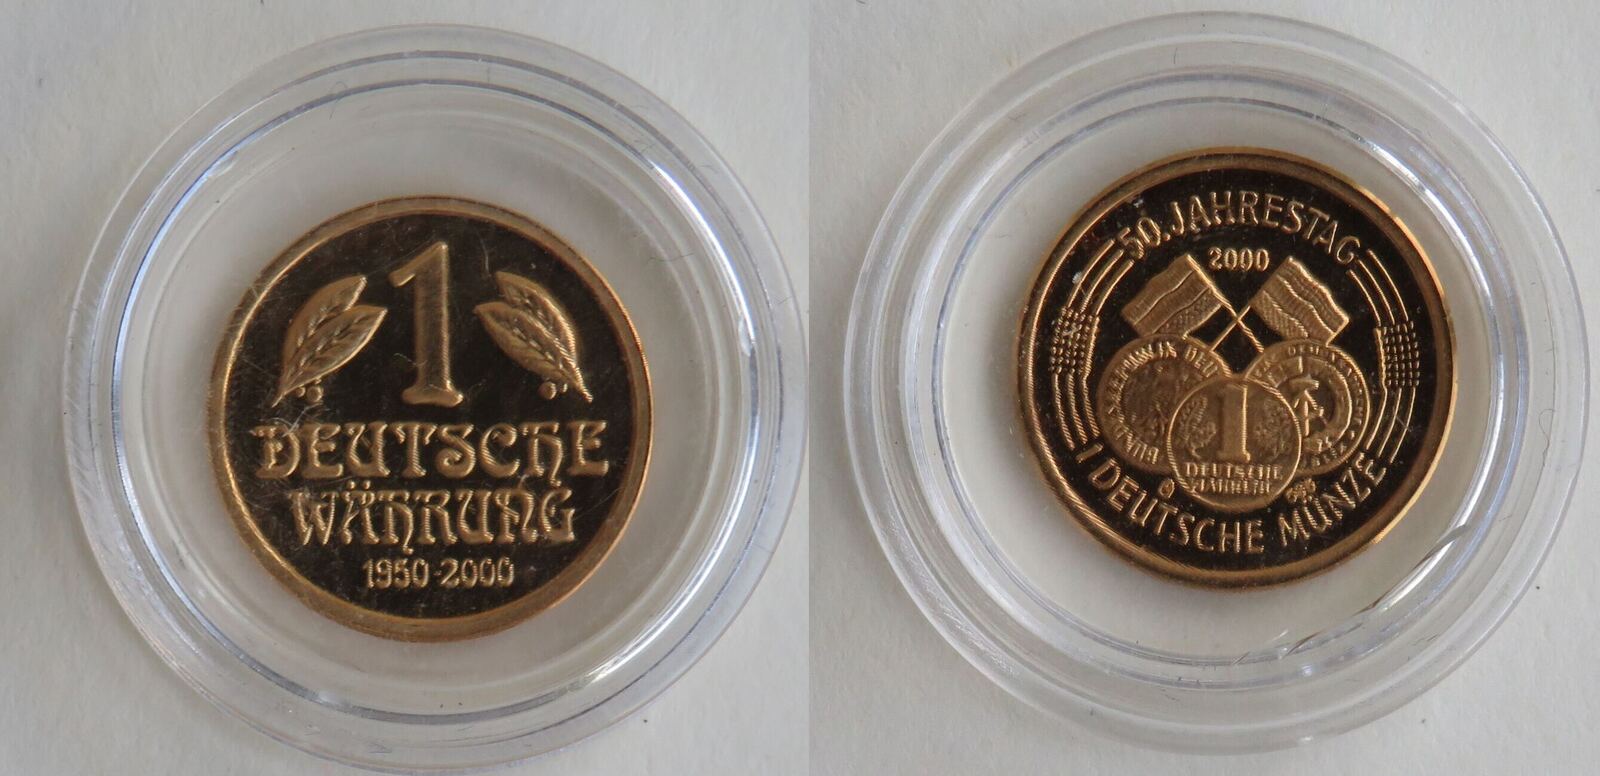 1
DEUTSCHE
WÄHRUNG
1950-2000
50. JAHRESTAG
2000
1
DEUTSCHE
1 DEUTSCHE MÜNZE